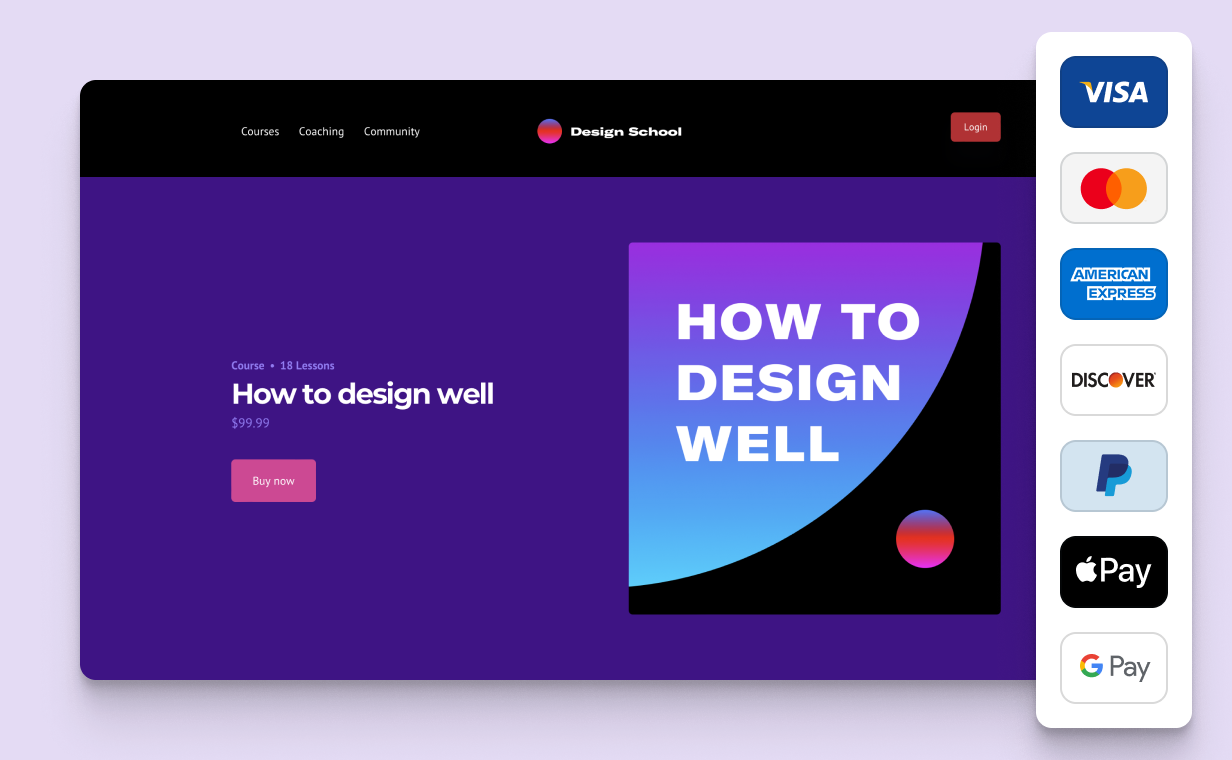 Courses Coaching Community
Design School
Login
Course • 18 Lessons
How to design well
$99.99
Buy now
HOW TO
DESIGN
WELL
VISA
AMERICAN
EXPRESS
DISCOVER
Pay
G Pay